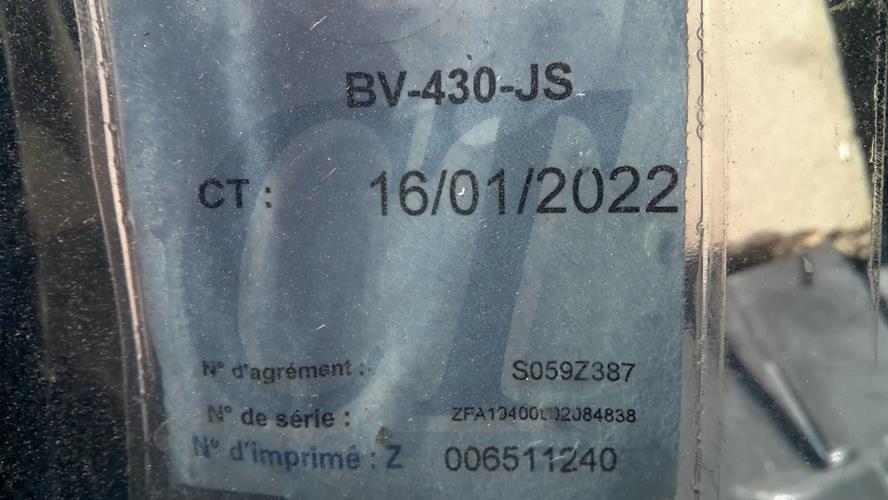 BV-430-JS
CT : 16/01/2022
N° d'agrément : S059Z387
N° de série :
N° d'imprimé : Z 006511240